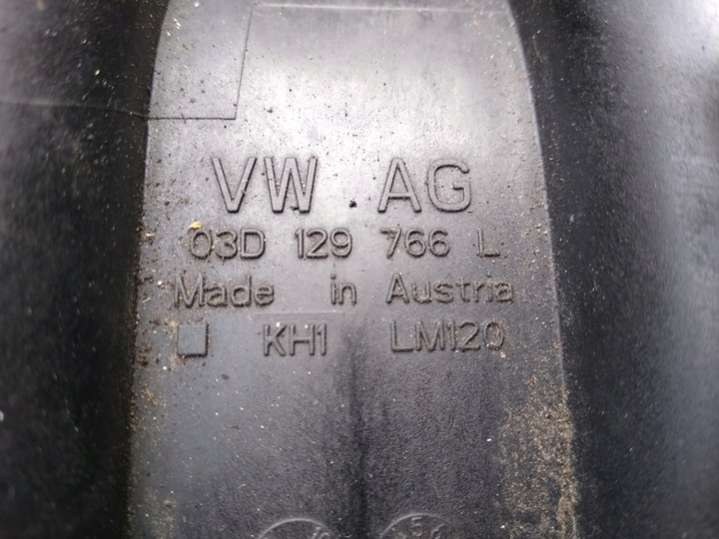 VW AG
03D 129 766 L
Made in Austria
KH1 LM120